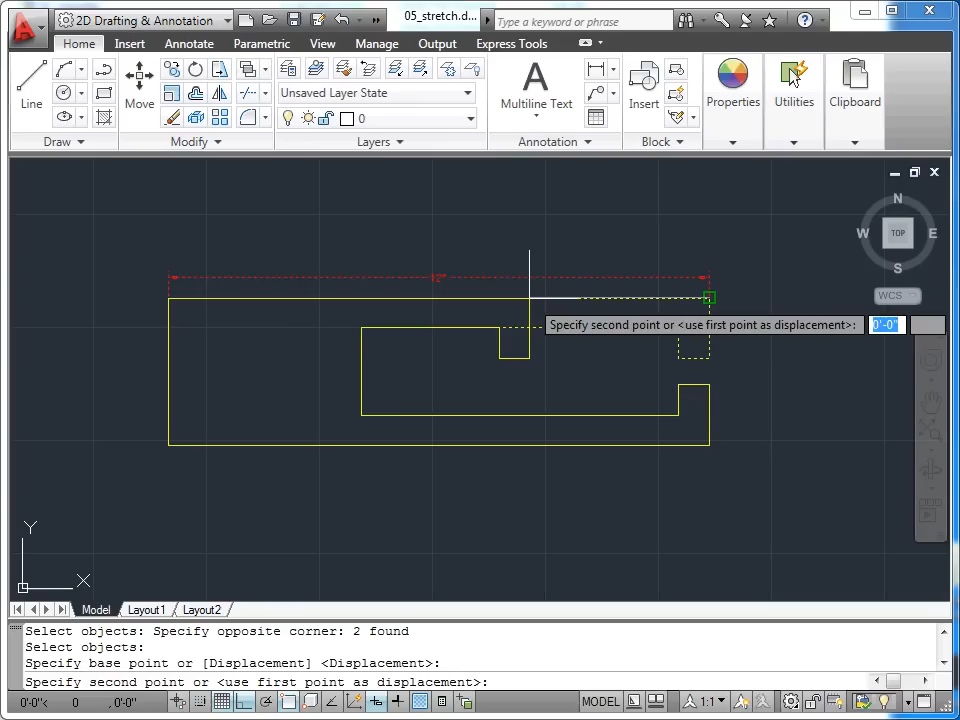 2D Drafting & Annotation
05_stretch.d...
Type a keyword or phrase
Home Insert Annotate Parametric View Manage Output Express Tools
Line
Move
Unsaved Layer State
0
Multiline Text
Insert
Properties
Utilities
Clipboard
Draw
Modify
Layers
Annotation
Block
N
W TOP E
S
WCS
12"
Specify second point or <use first point as displacement>: 0'-0"
Y
X
Model Layout1 Layout2
Select objects: Specify opposite corner: 2 found
Select objects:
Specify base point or [Displacement] <Displacement>:
Specify second point or <use first point as displacement>:
0'-0"< 0 , 0'-0"
MODEL
1:1